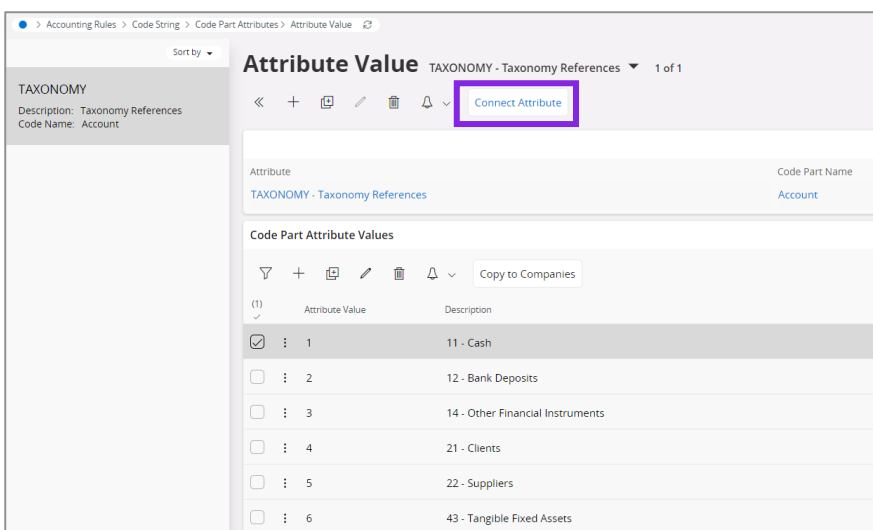 > Accounting Rules > Code String > Code Part Attributes > Attribute Value
Sort by
TAXONOMY
Description: Taxonomy References
Code Name: Account
Attribute Value TAXONOMY - Taxonomy References 1 of 1
Connect Attribute
Attribute Code Part Name
TAXONOMY - Taxonomy References Account
Code Part Attribute Values
Copy to Companies
(1)
Attribute Value Description
1 11 - Cash
2 12 - Bank Deposits
3 14 - Other Financial Instruments
4 21 - Clients
5 22 - Suppliers
6 43 - Tangible Fixed Assets